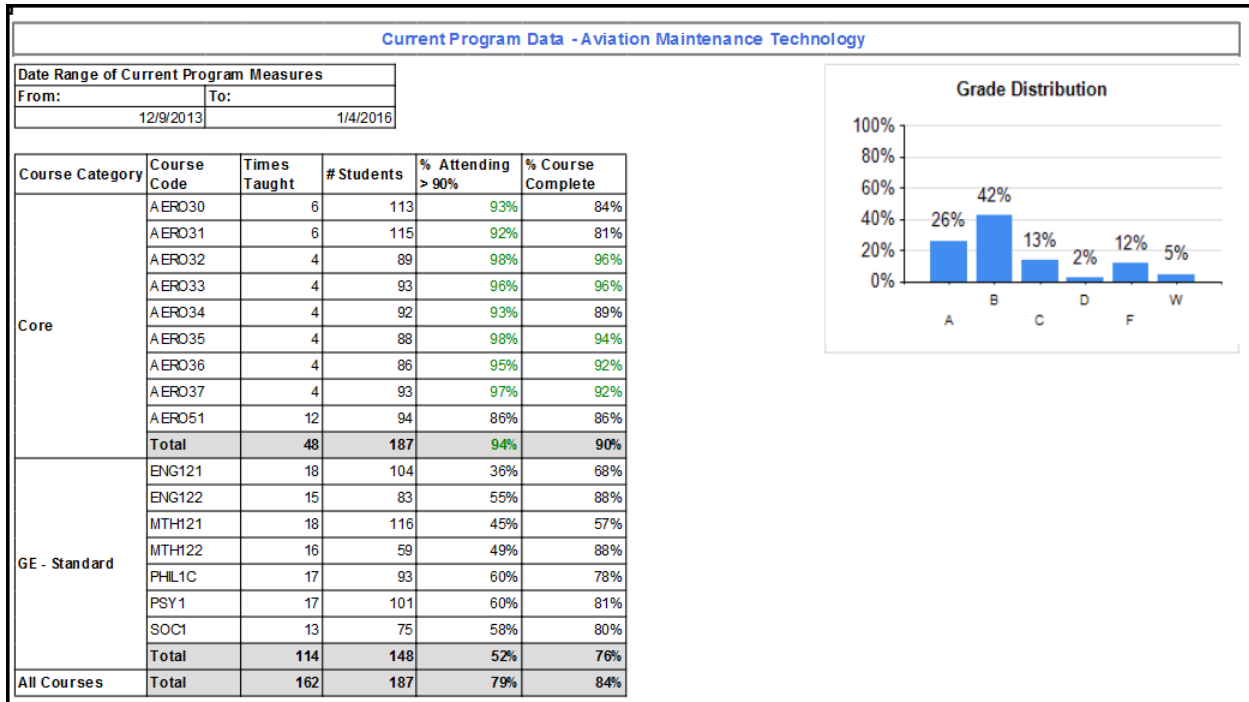 Current Program Data - Aviation Maintenance Technology
Date Range of Current Program Measures
From: To:
12/9/2013 1/4/2016
Course Category Course Code Times Taught # Students % Attending > 90% % Course Complete
Core
AERO30 6 113 93% 84%
AERO31 6 115 92% 81%
AERO32 4 89 98% 96%
AERO33 4 93 96% 96%
AERO34 4 92 93% 89%
AERO35 4 88 98% 94%
AERO36 4 86 95% 92%
AERO37 4 93 97% 92%
AERO51 12 94 86% 86%
Total 48 187 94% 90%
GE - Standard
ENG121 18 104 36% 68%
ENG122 15 83 55% 88%
MTH121 18 116 45% 57%
MTH122 16 59 49% 88%
PHIL1C 17 93 60% 78%
PSY1 17 101 60% 81%
SOC1 13 75 58% 80%
Total 114 148 52% 76%
All Courses Total 162 187 79% 84%
Grade Distribution
100%
80%
60%
40%
20%
0%
26% 42% 13% 2% 12% 5%
A B C D F W